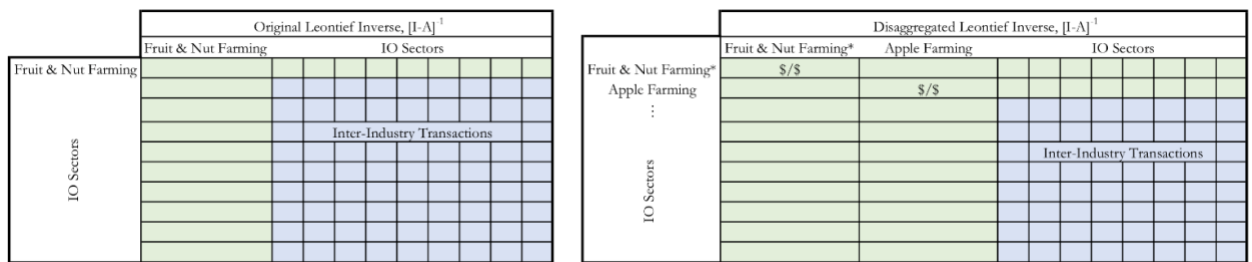 Original Leontief Inverse, [I-A]-1
Fruit & Nut Farming IO Sectors
Fruit & Nut Farming
Inter-Industry Transactions
IO Sectors
Disaggregated Leontief Inverse, [I-A]-1
Fruit & Nut Farming* Apple Farming IO Sectors
Fruit & Nut Farming* $/$
Apple Farming $/$
⋮
Inter-Industry Transactions
IO Sectors